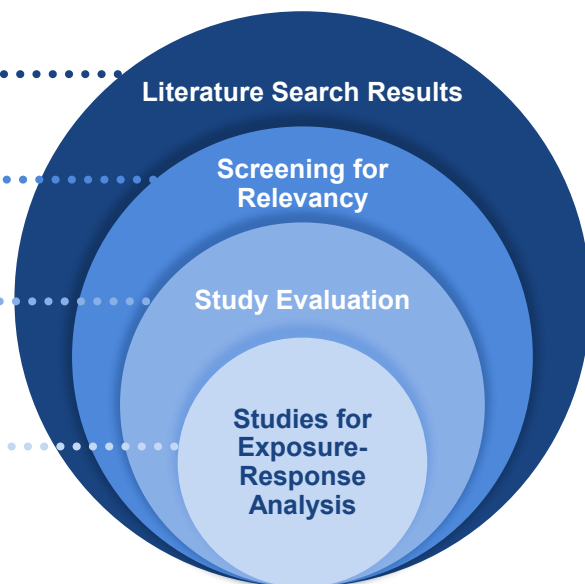 Literature Search Results
Screening for
Relevancy
Study Evaluation
Studies for
Exposure-
Response
Analysis